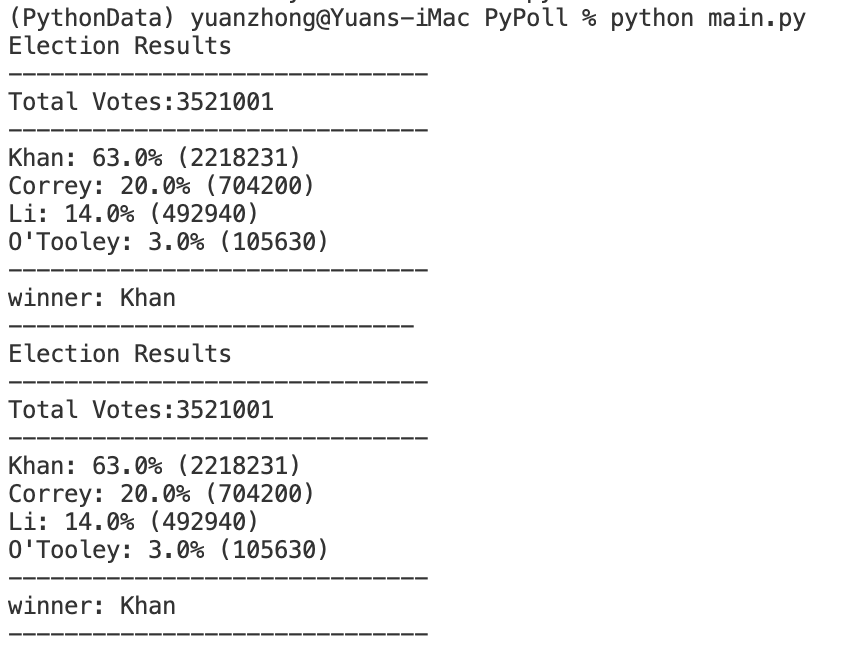 (PythonData) yuanzhong@Yuans-iMac PyPoll % python main.py
Election Results
------------------------------
Total Votes:3521001
------------------------------
Khan: 63.0% (2218231)
Correy: 20.0% (704200)
Li: 14.0% (492940)
O'Tooley: 3.0% (105630)
------------------------------
winner: Khan
-----------------------------
Election Results
------------------------------
Total Votes:3521001
------------------------------
Khan: 63.0% (2218231)
Correy: 20.0% (704200)
Li: 14.0% (492940)
O'Tooley: 3.0% (105630)
------------------------------
winner: Khan
------------------------------